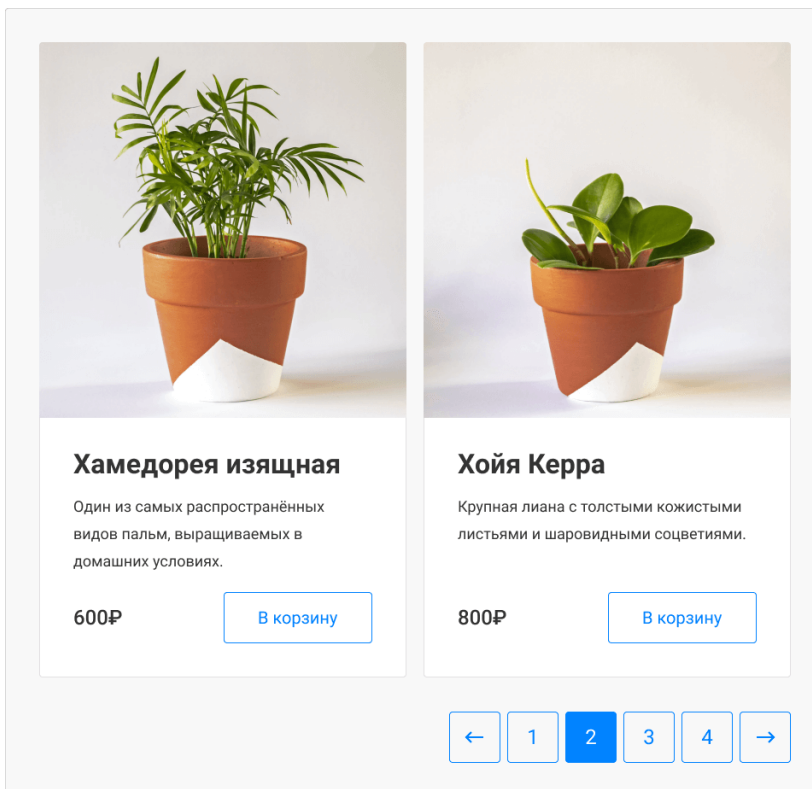 Хамедорея изящная
Один из самых распространённых
видов пальм, выращиваемых в
домашних условиях.
600₽
В корзину
Хойя Керра
Крупная лиана с толстыми кожистыми
листьями и шаровидными соцветиями.
800₽
В корзину
← 1 2 3 4 →